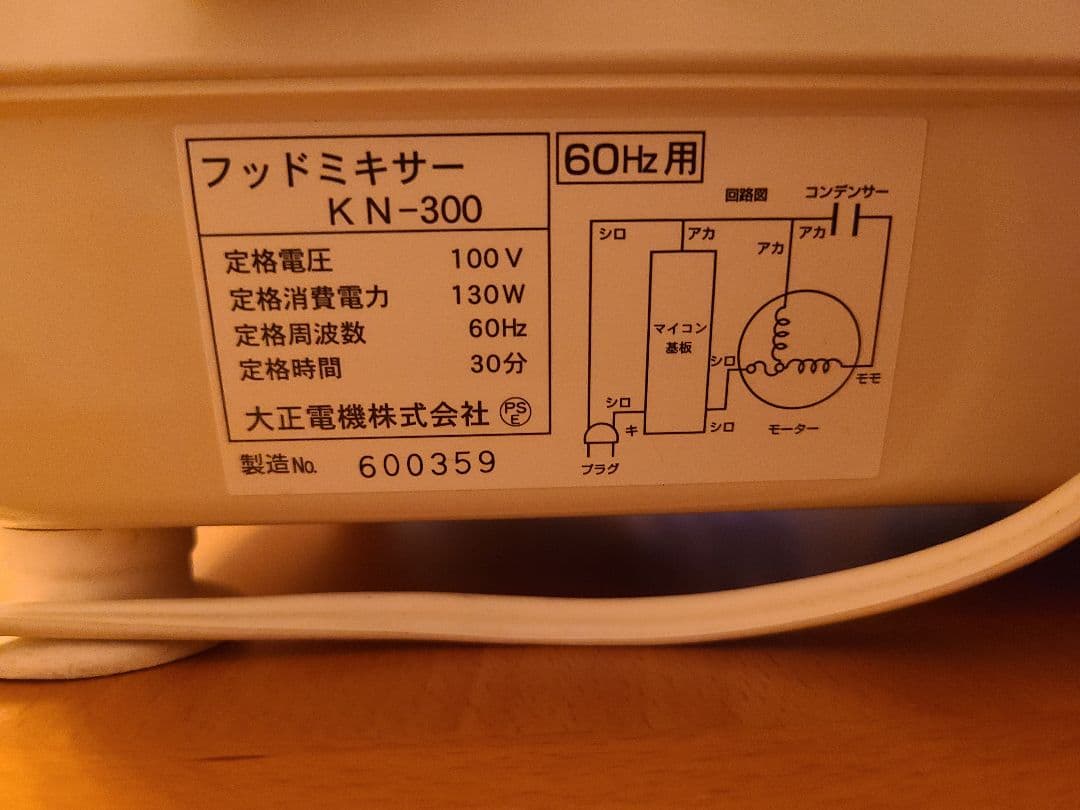 フッドミキサー
KN-300
定格電圧 100V
定格消費電力 130W
定格周波数 60Hz
定格時間 30分
大正電機株式会社 PSE
製造No. 600359
60Hz用
回路図 コンデンサー
シロ アカ アカ アカ
マイコン
基板
シロ
モモ
シロ
キ シロ モーター
プラグ